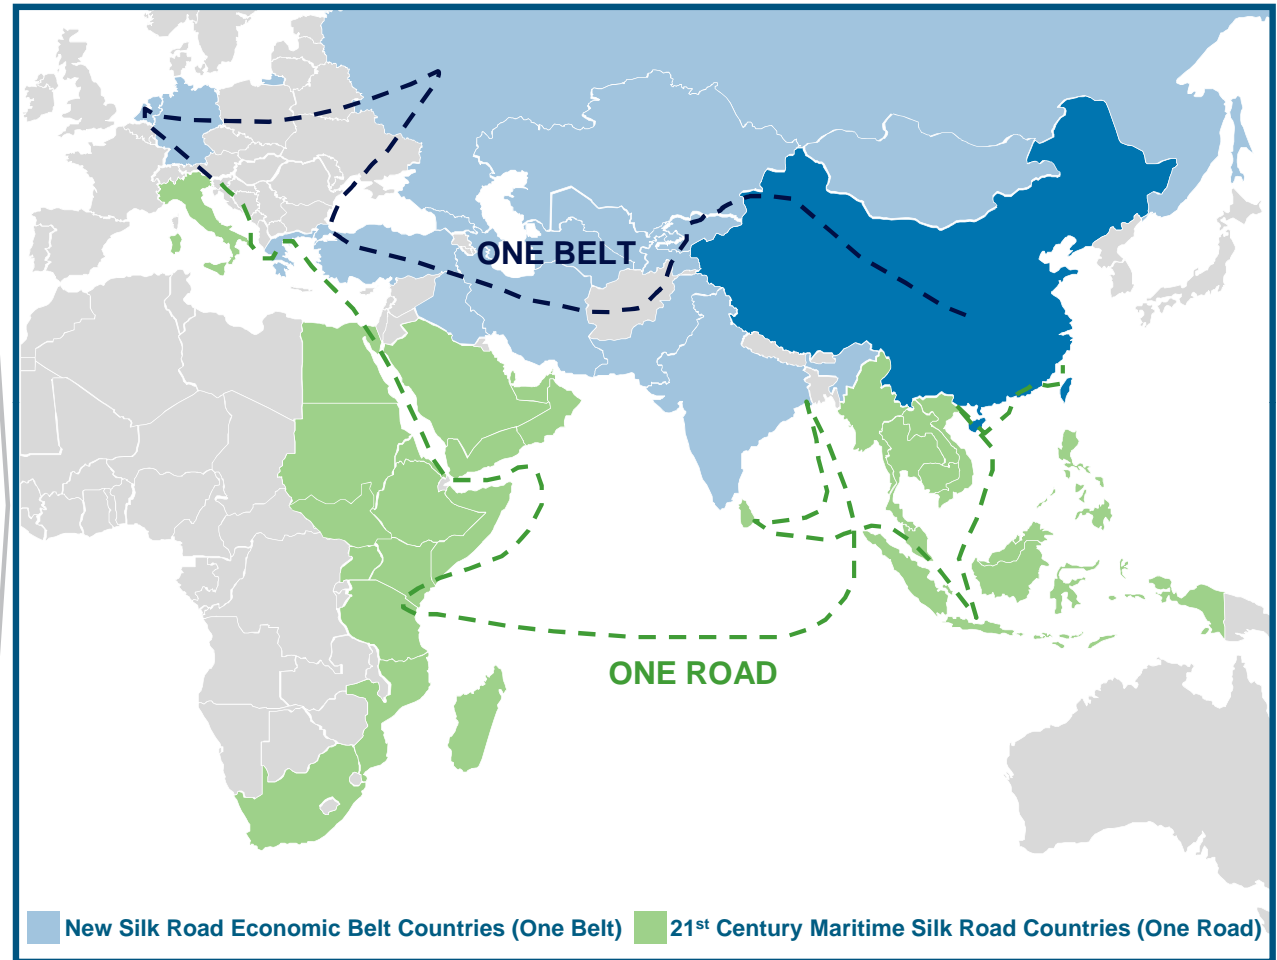 ONE BELT
ONE ROAD
New Silk Road Economic Belt Countries (One Belt)
21st Century Maritime Silk Road Countries (One Road)